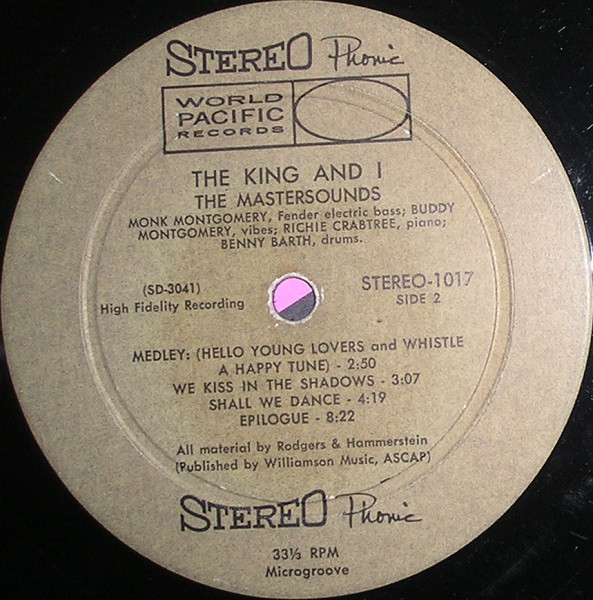 STEREO Phonic
WORLD
PACIFIC
RECORDS
THE KING AND I
THE MASTERSOUNDS
MONK MONTGOMERY, Fender electric bass; BUDDY
MONTGOMERY, vibes; RICHIE CRABTREE, piano;
BENNY BARTH, drums.
(SD-3041)
High Fidelity Recording
STEREO-1017
SIDE 2
MEDLEY: (HELLO YOUNG LOVERS and WHISTLE
A HAPPY TUNE) - 2:50
WE KISS IN THE SHADOWS - 3:07
SHALL WE DANCE - 4:19
EPILOGUE - 8:22
All material by Rodgers & Hammerstein
(Published by Williamson Music, ASCAP)
STEREO Phonic
33⅓ RPM
Microgroove